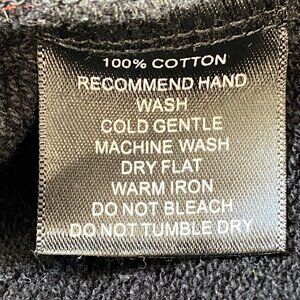 100% COTTON
RECOMMEND HAND
WASH
COLD GENTLE
MACHINE WASH
DRY FLAT
WARM IRON
DO NOT BLEACH
DO NOT TUMBLE DRY